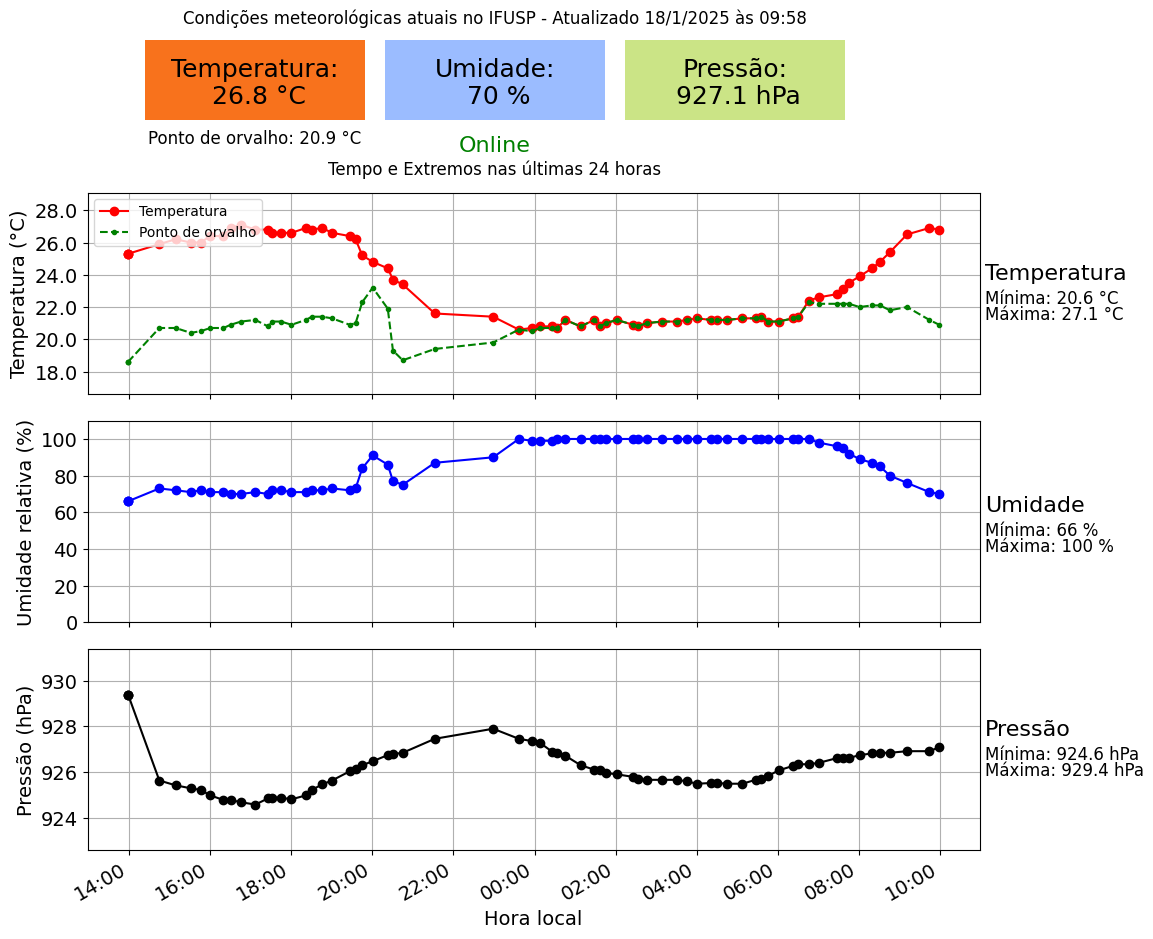 Condições meteorológicas atuais no IFUSP - Atualizado 18/1/2025 às 09:58
Temperatura:
26.8 °C
Umidade:
70 %
Pressão:
927.1 hPa
Ponto de orvalho: 20.9 °C
Online
Tempo e Extremos nas últimas 24 horas
Temperatura (°C)
28.0
26.0
24.0
22.0
20.0
18.0
Temperatura
Ponto de orvalho
Temperatura
Mínima: 20.6 °C
Máxima: 27.1 °C
Umidade relativa (%)
100
80
60
40
20
0
Umidade
Mínima: 66 %
Máxima: 100 %
Pressão (hPa)
930
928
926
924
Pressão
Mínima: 924.6 hPa
Máxima: 929.4 hPa
14:00
16:00
18:00
20:00
22:00
00:00
02:00
04:00
06:00
08:00
10:00
Hora local